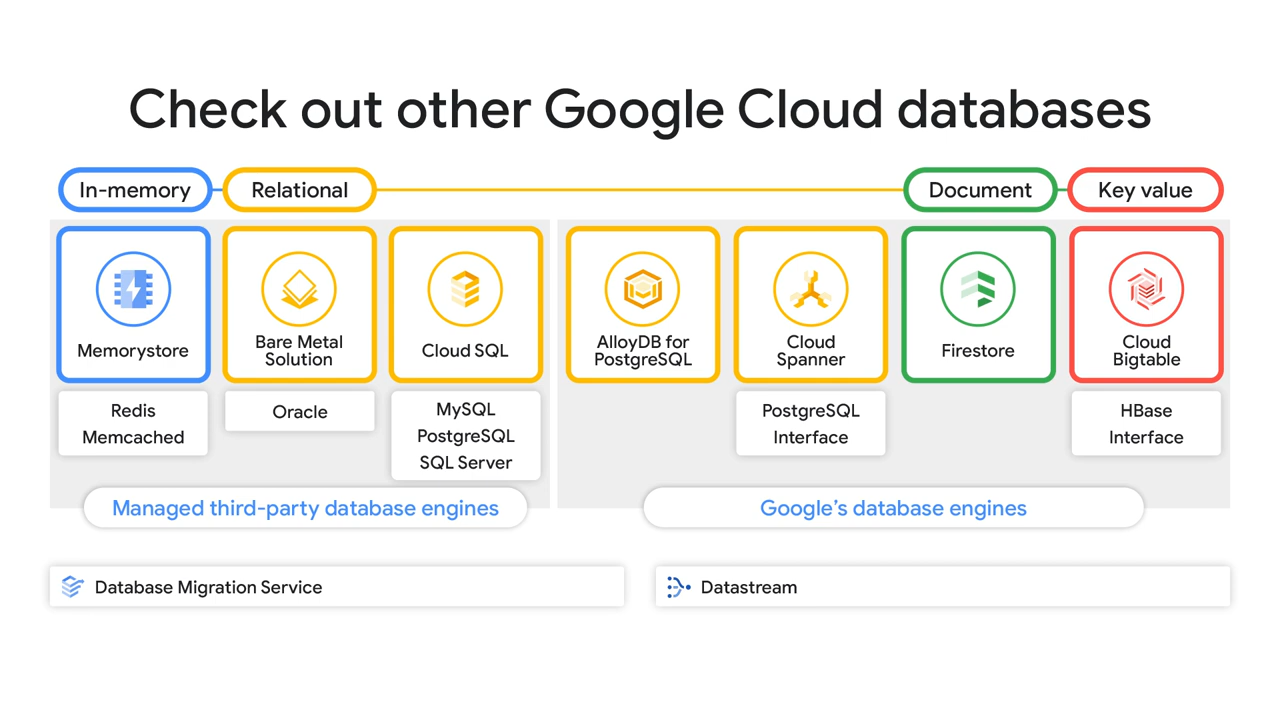 Check out other Google Cloud databases
In-memory
Relational
Document
Key value
Memorystore
Bare Metal
Solution
Cloud SQL
AlloyDB for
PostgreSQL
Cloud
Spanner
Firestore
Cloud
Bigtable
Redis
Memcached
Oracle
MySQL
PostgreSQL
SQL Server
PostgreSQL
Interface
HBase
Interface
Managed third-party database engines
Google’s database engines
Database Migration Service
Datastream